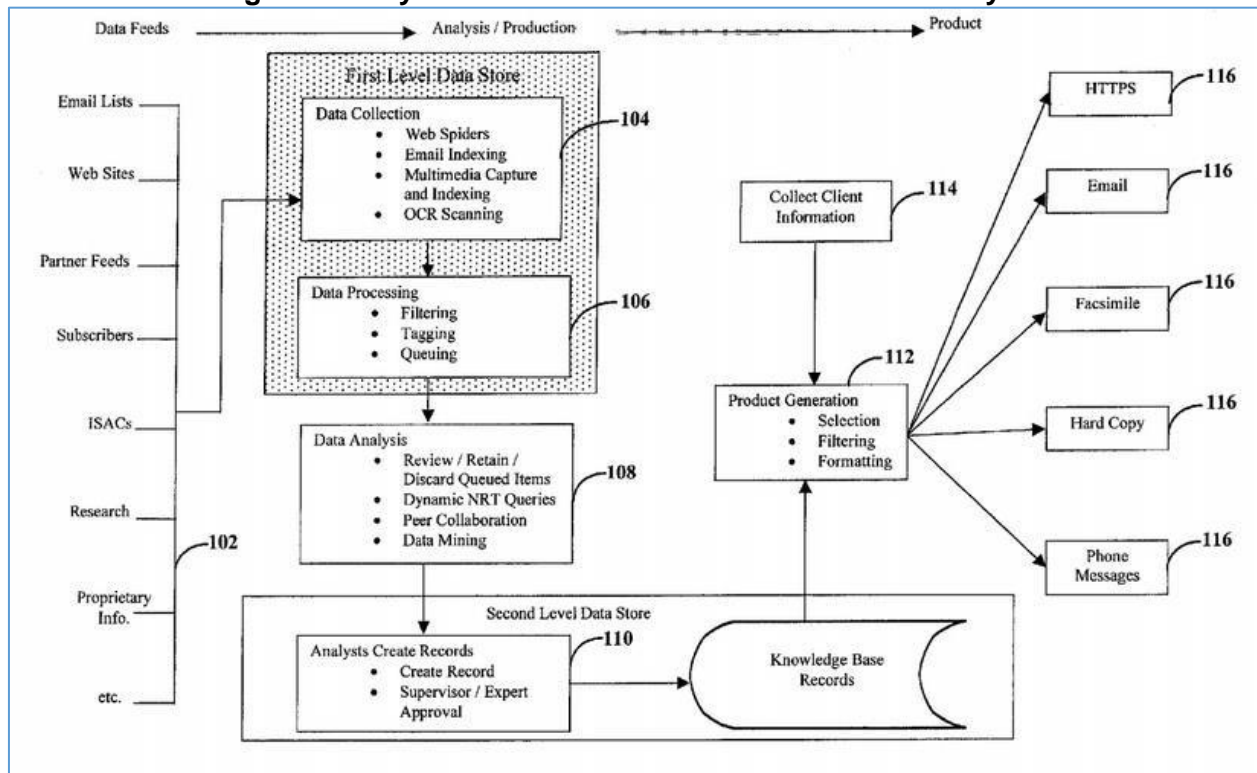 Data Feeds
Analysis / Production
Product
First Level Data Store
Email Lists
Web Sites
Partner Feeds
Subscribers
ISACs
Research
102
Proprietary
Info.
etc.
Data Collection
• Web Spiders
• Email Indexing
• Multimedia Capture
and Indexing
• OCR Scanning
104
Data Processing
• Filtering
• Tagging
• Queuing
106
Data Analysis
• Review / Retain /
Discard Queued Items
• Dynamic NRT Queries
• Peer Collaboration
• Data Mining
108
Second Level Data Store
Analysts Create Records
• Create Record
• Supervisor / Expert
Approval
110
Knowledge Base
Records
Collect Client
Information
114
Product Generation
• Selection
• Filtering
• Formatting
112
HTTPS
116
Email
116
Facsimile
116
Hard Copy
116
Phone
Messages
116